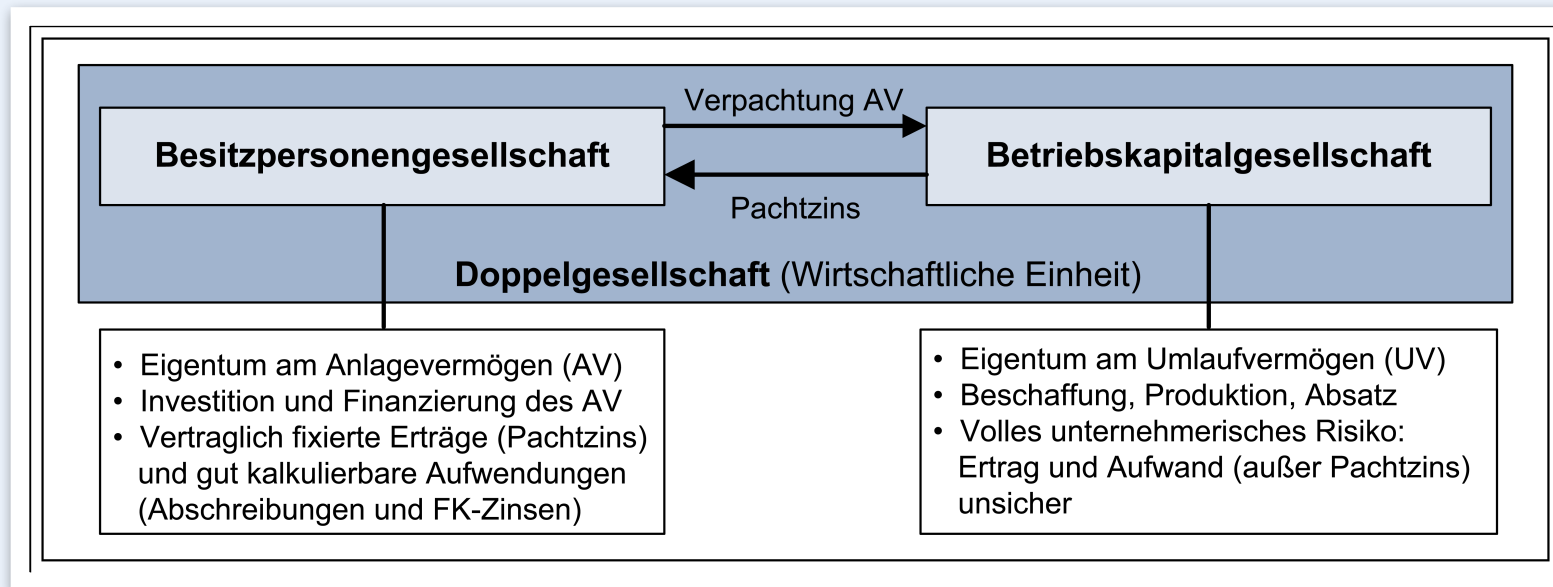 Verpachtung AV
Besitzpersonengesellschaft
Betriebskapitalgesellschaft
Pachtzins
Doppelgesellschaft (Wirtschaftliche Einheit)
• Eigentum am Anlagevermögen (AV)
• Investition und Finanzierung des AV
• Vertraglich fixierte Erträge (Pachtzins)
und gut kalkulierbare Aufwendungen
(Abschreibungen und FK-Zinsen)
• Eigentum am Umlaufvermögen (UV)
• Beschaffung, Produktion, Absatz
• Volles unternehmerisches Risiko:
Ertrag und Aufwand (außer Pachtzins)
unsicher